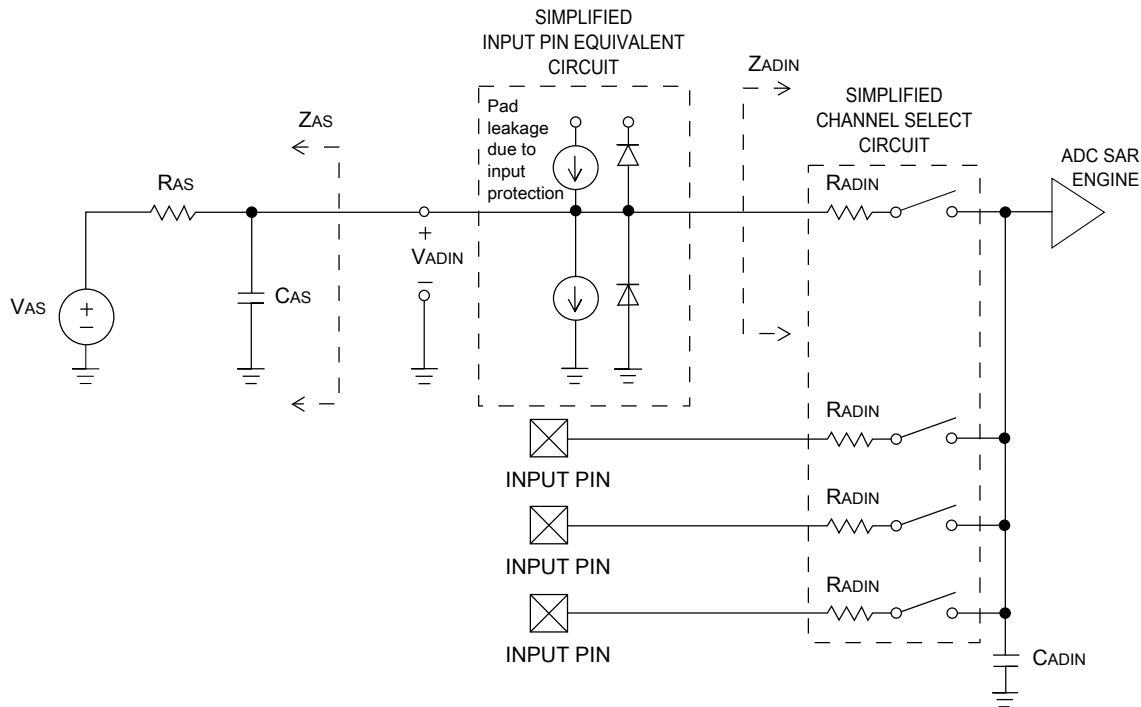 SIMPLIFIED
INPUT PIN EQUIVALENT
CIRCUIT
Pad
leakage
due to
input
protection
ZADIN
SIMPLIFIED
CHANNEL SELECT
CIRCUIT
ADC SAR
ENGINE
ZAS
RAS
RADIN
+
VADIN
−
VAS
+
−
CAS
RADIN
INPUT PIN
RADIN
INPUT PIN
RADIN
INPUT PIN
CADIN